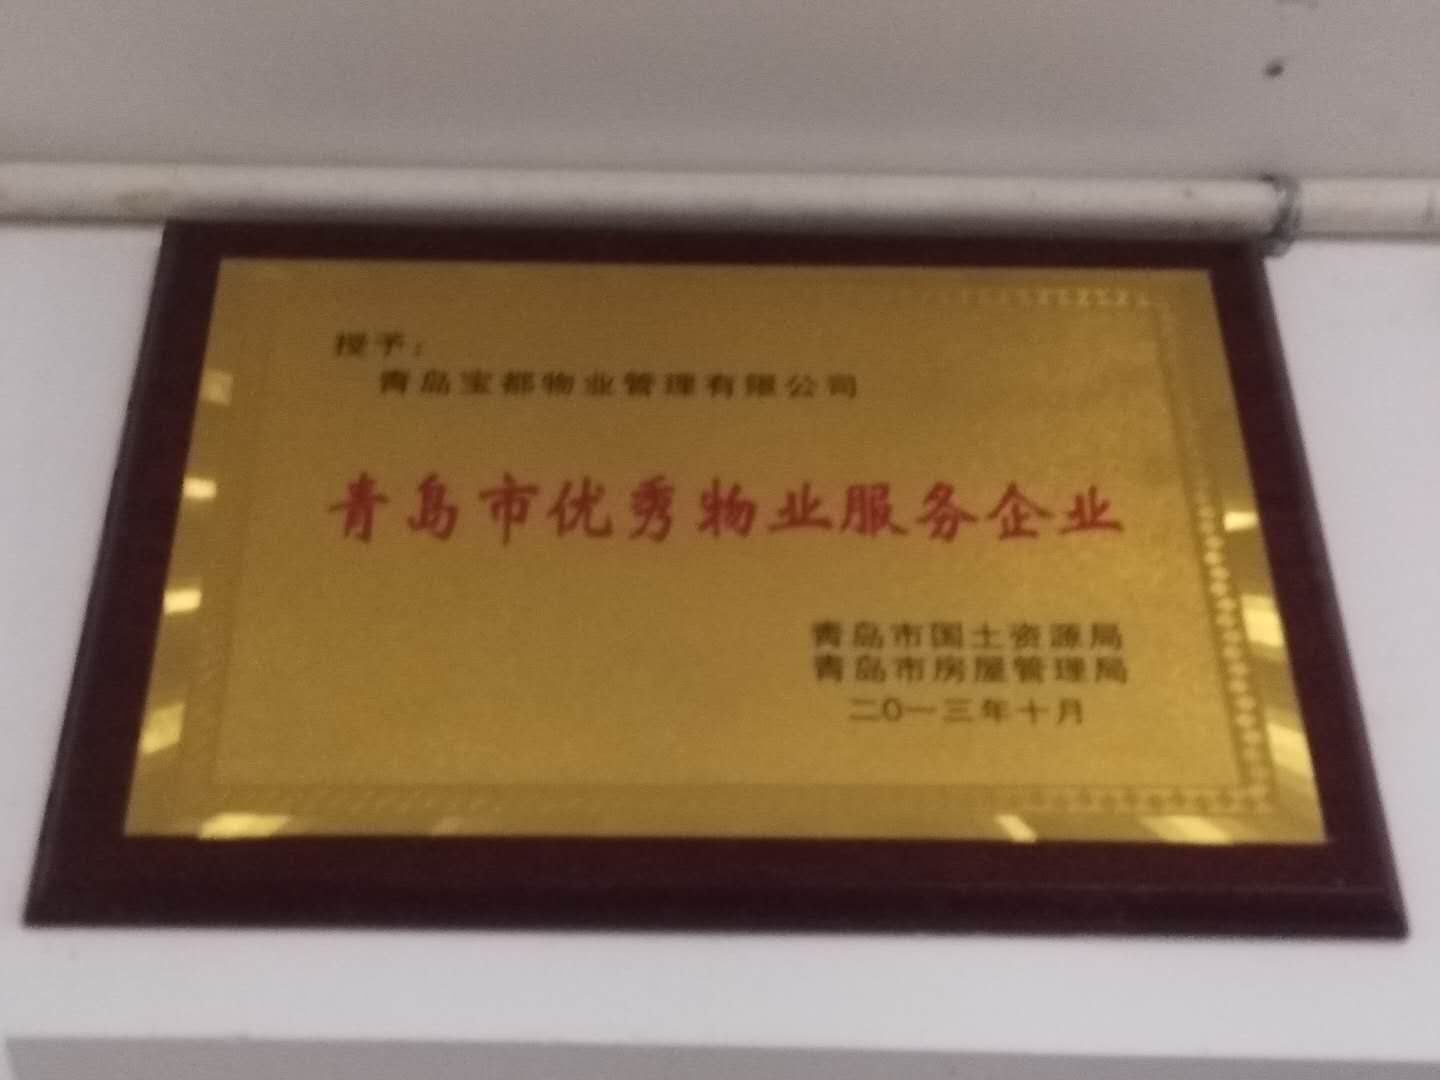 授予：
青岛宝都物业管理有限公司
青岛市优秀物业服务企业
青岛市国土资源局
青岛市房屋管理局
二0一三年十月